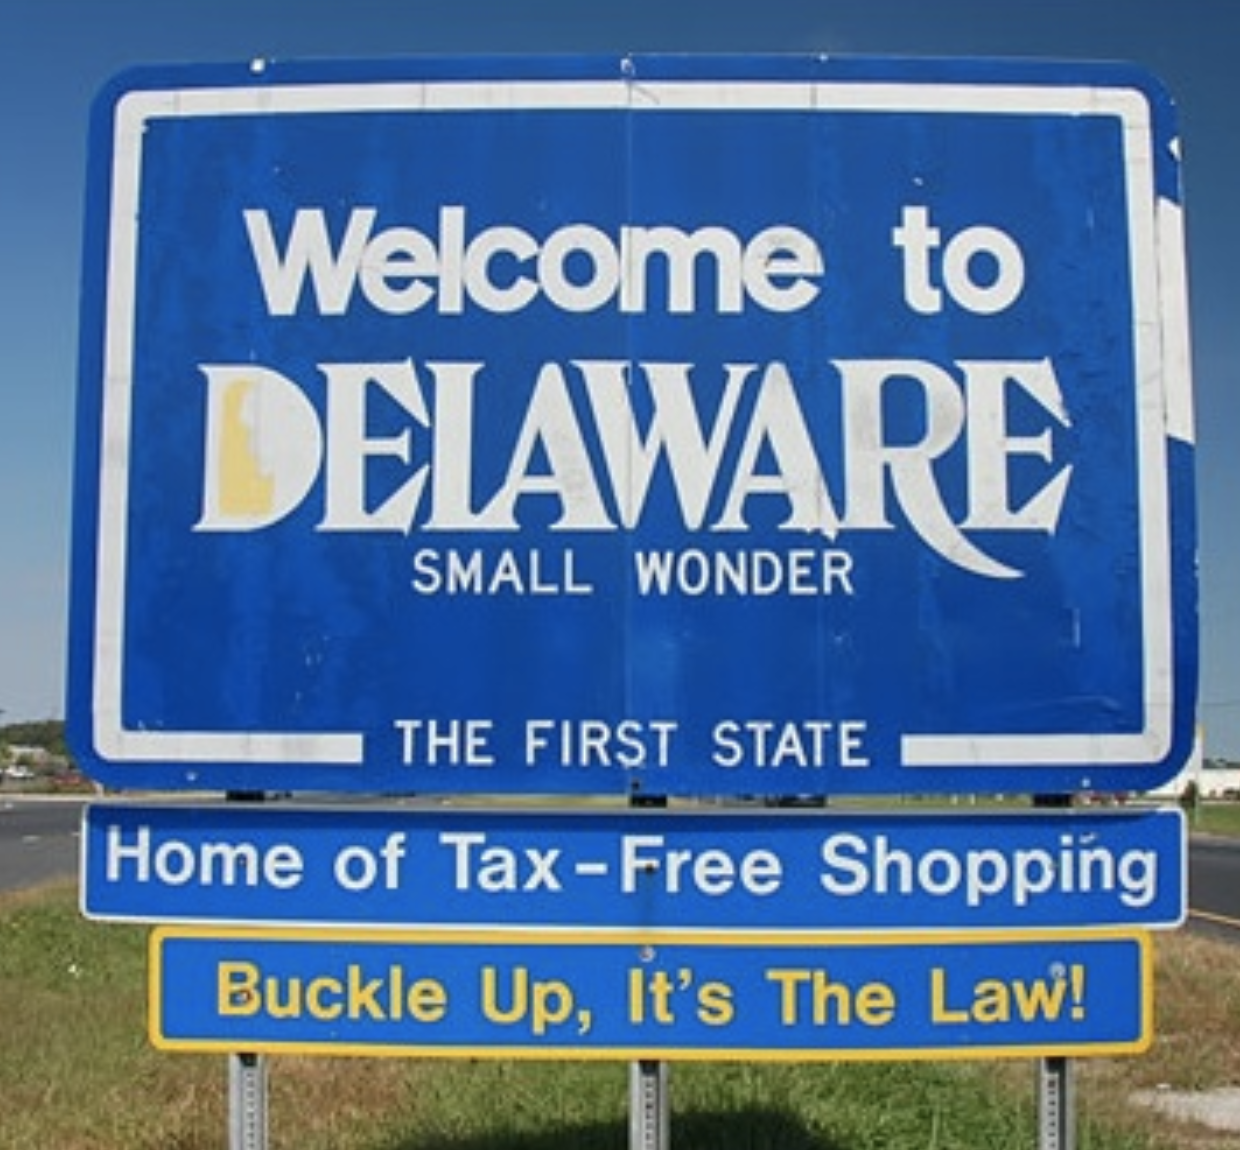 Welcome to
DELAWARE
SMALL WONDER
THE FIRST STATE
Home of Tax-Free Shopping
Buckle Up, It's The Law!